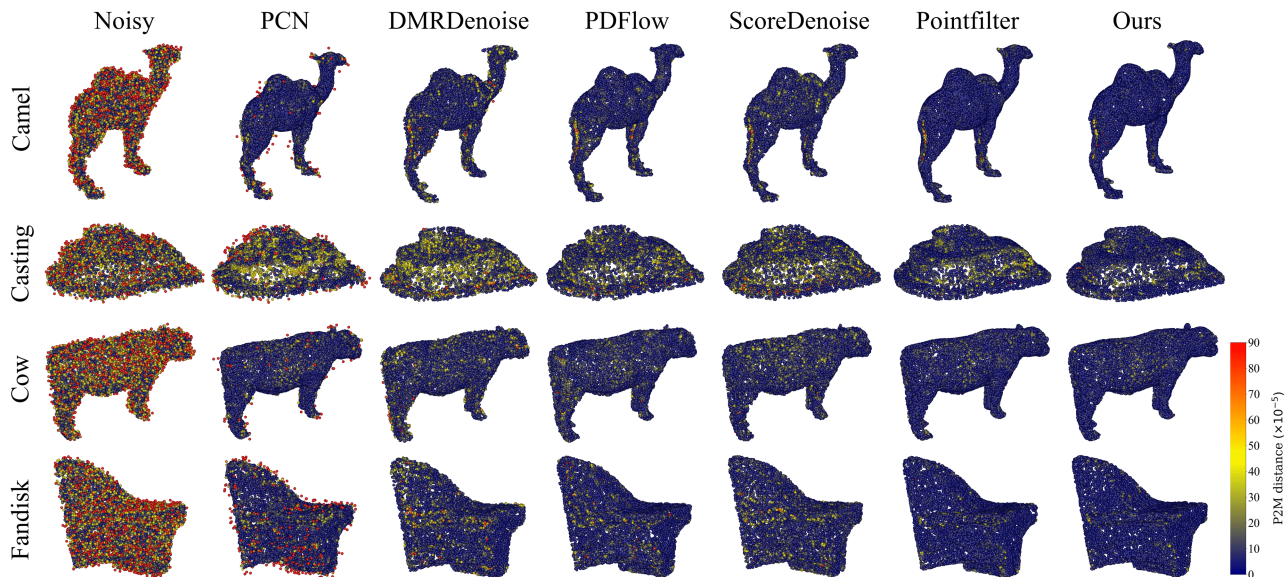 Noisy PCN DMRDenoise PDFlow ScoreDenoise Pointfilter Ours
Camel
Casting
Cow
Fandisk
90
80
70
60
50
40
30
20
10
0
P2M distance (×10⁻⁵)